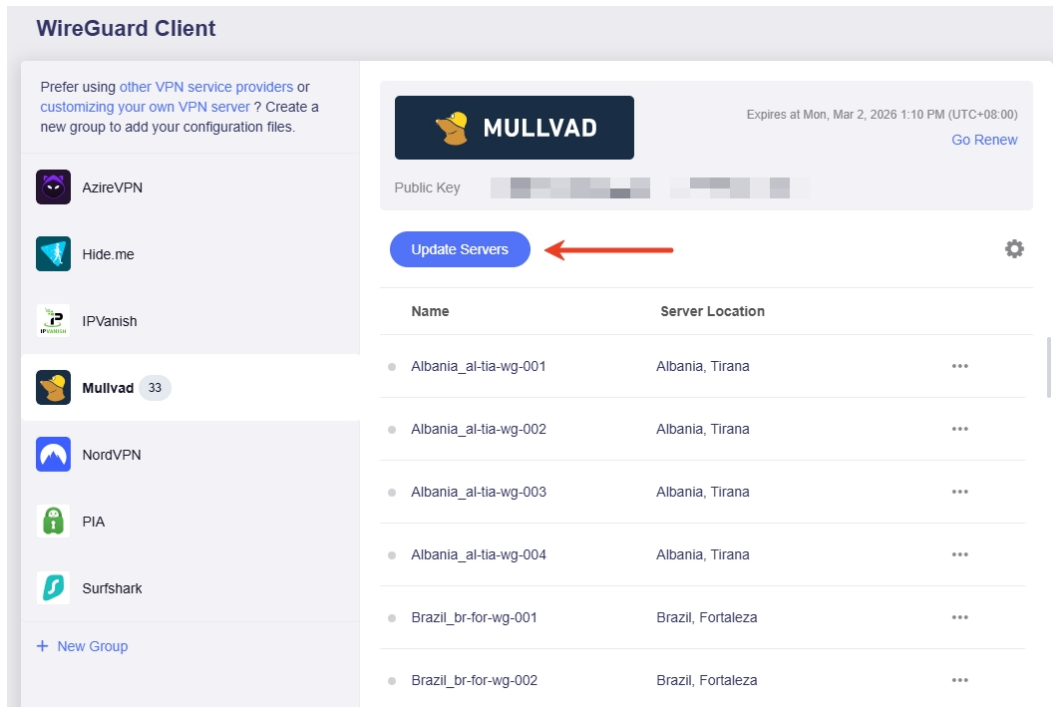 WireGuard Client
Prefer using other VPN service providers or
customizing your own VPN server ? Create a
new group to add your configuration files.
AzireVPN
Hide.me
IPVanish
Mullvad 33
NordVPN
PIA
Surfshark
+ New Group
MULLVAD
Expires at Mon, Mar 2, 2026 1:10 PM (UTC+08:00)
Go Renew
Public Key
Update Servers
Name Server Location
Albania_al-tia-wg-001 Albania, Tirana
Albania_al-tia-wg-002 Albania, Tirana
Albania_al-tia-wg-003 Albania, Tirana
Albania_al-tia-wg-004 Albania, Tirana
Brazil_br-for-wg-001 Brazil, Fortaleza
Brazil_br-for-wg-002 Brazil, Fortaleza